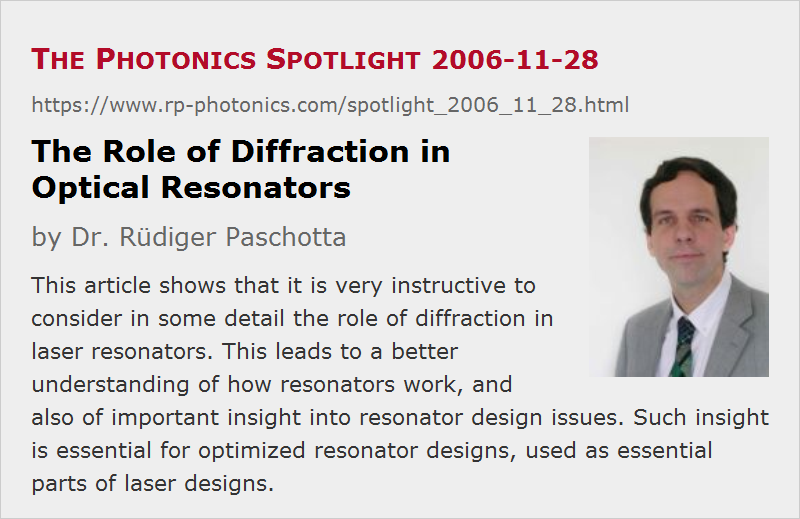 The Photonics Spotlight 2006-11-28
https://www.rp-photonics.com/spotlight_2006_11_28.html
The Role of Diffraction in
Optical Resonators
by Dr. Rüdiger Paschotta
This article shows that it is very instructive to
consider in some detail the role of diffraction in
laser resonators. This leads to a better
understanding of how resonators work, and
also of important insight into resonator design issues. Such insight
is essential for optimized resonator designs, used as essential
parts of laser designs.